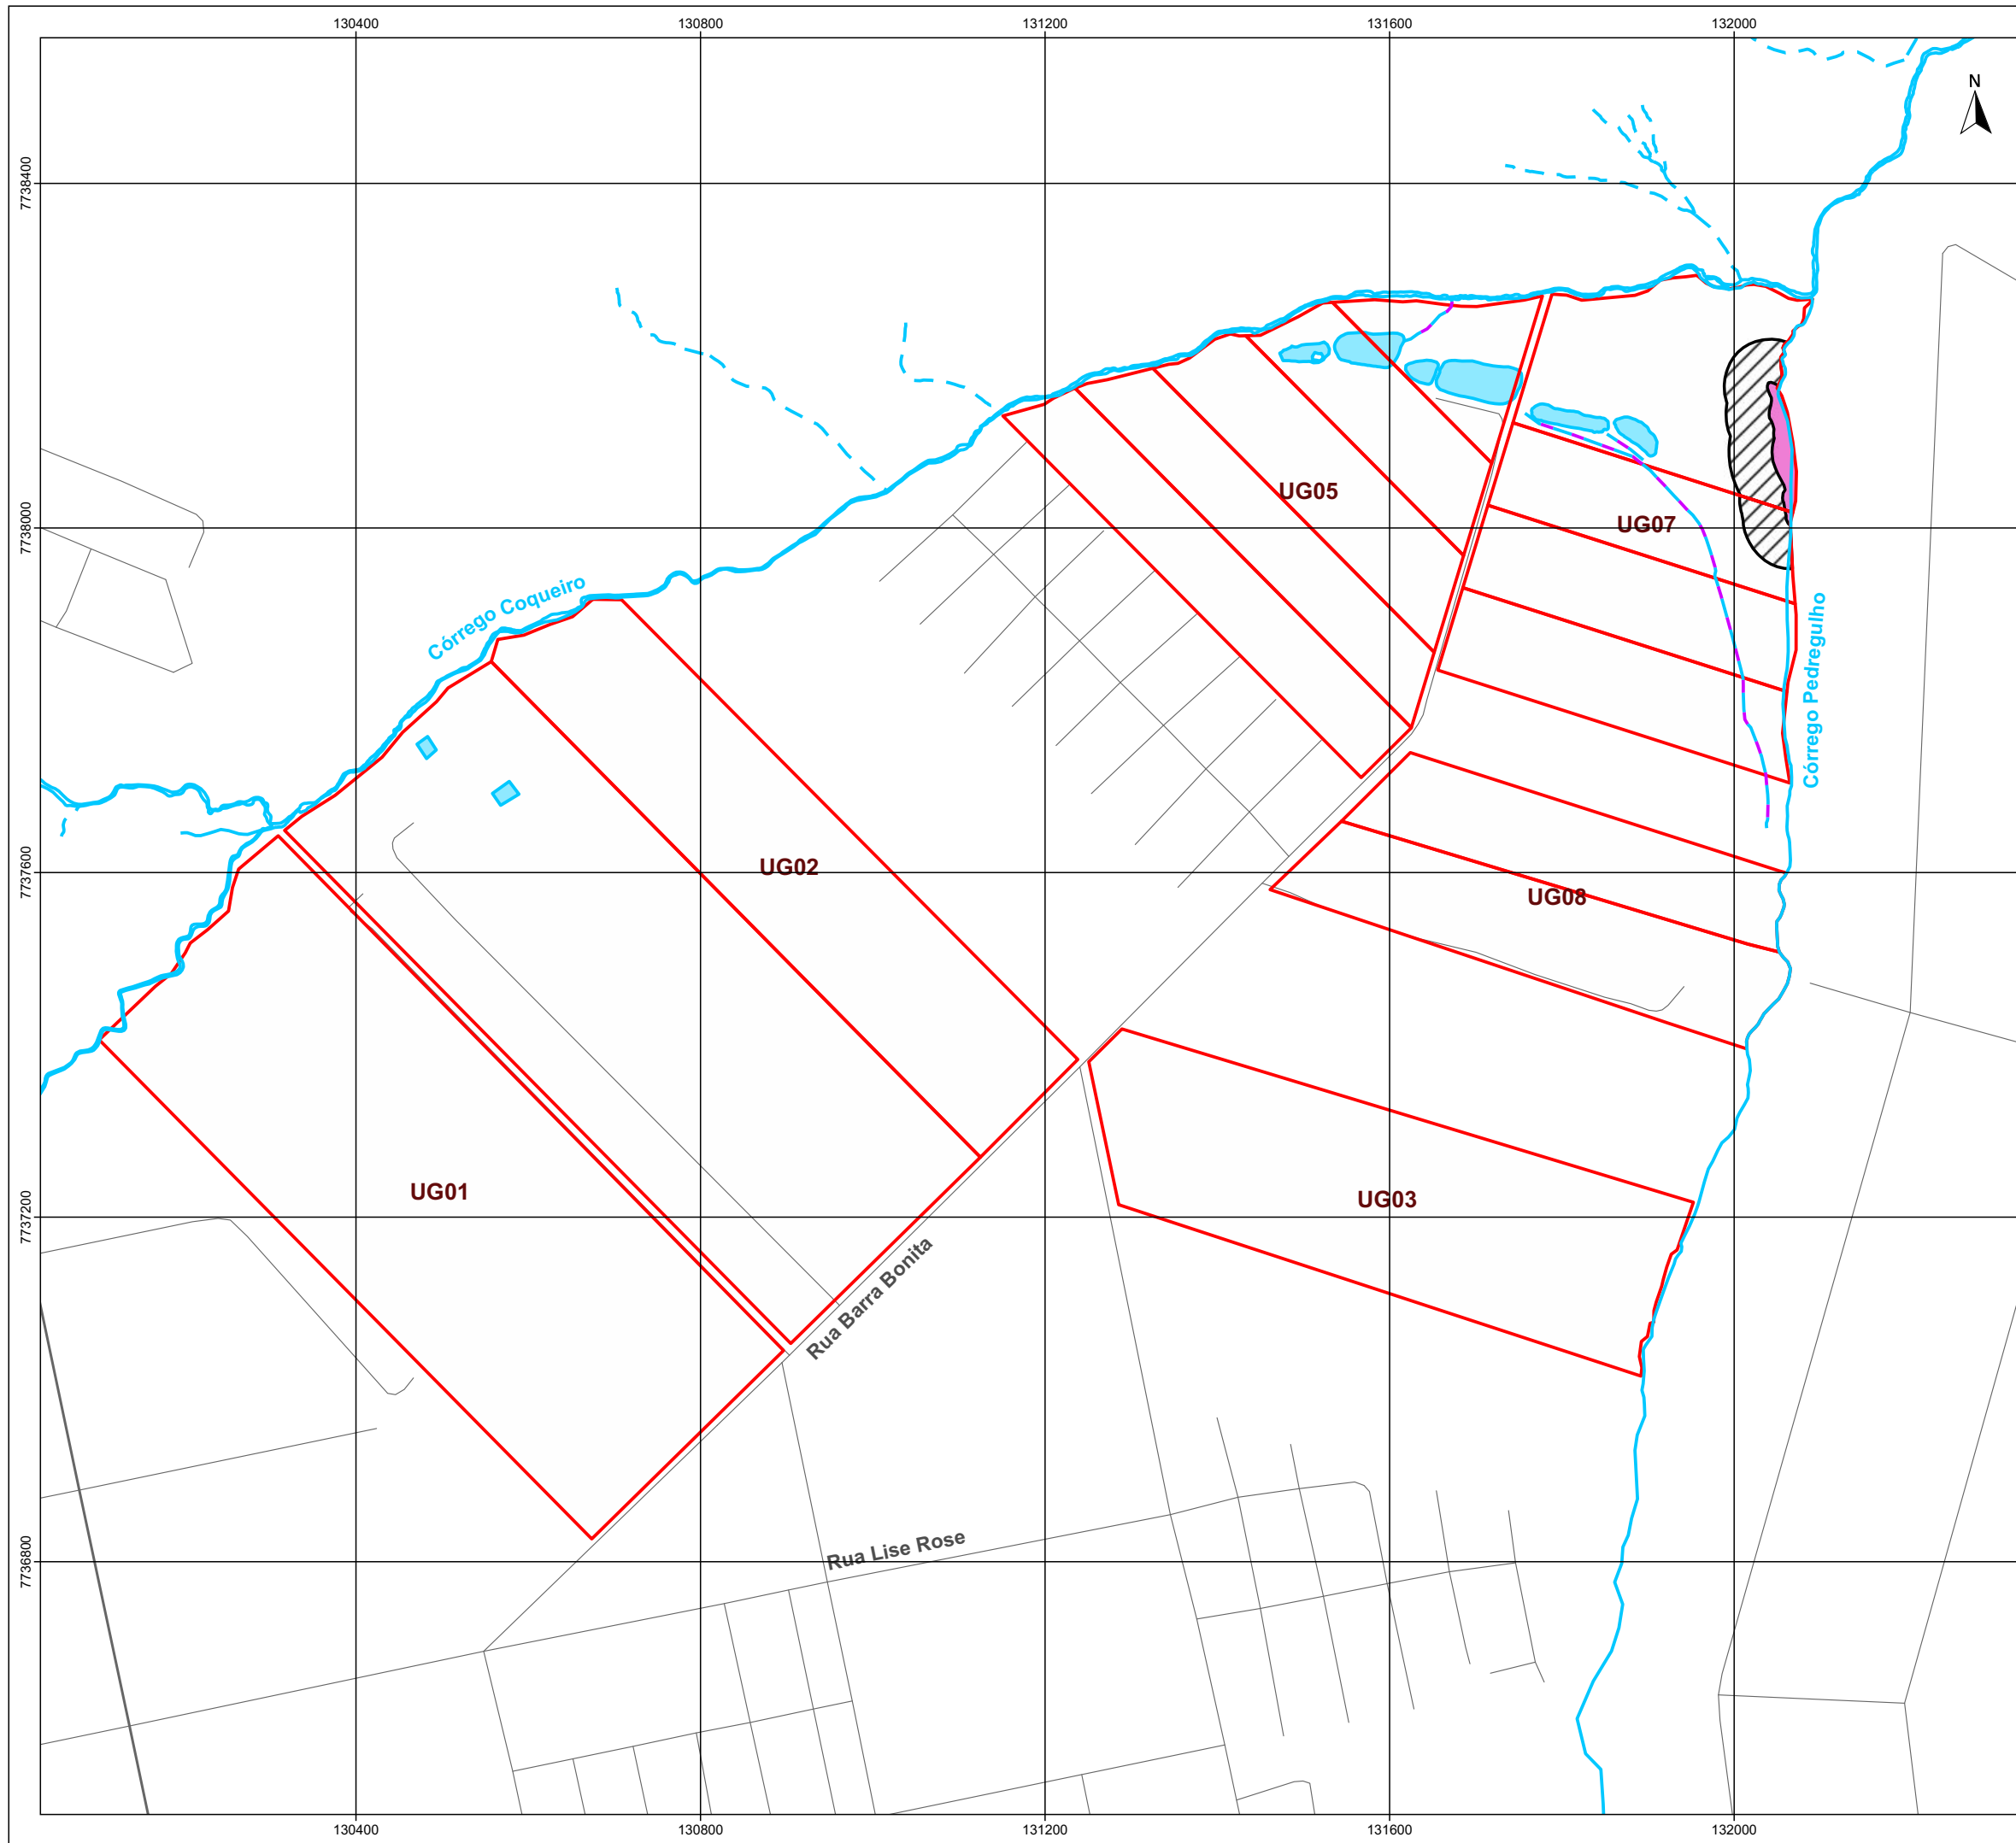 130400
130800
131200
131600
132000
N
7738400
7738000
7737600
7737200
7736800
UG05
UG07
Córrego Coqueiro
Córrego Pedregulho
UG02
UG08
UG01
UG03
Rua Barra Bonita
Rua Lise Rose
130400
130800
131200
131600
132000